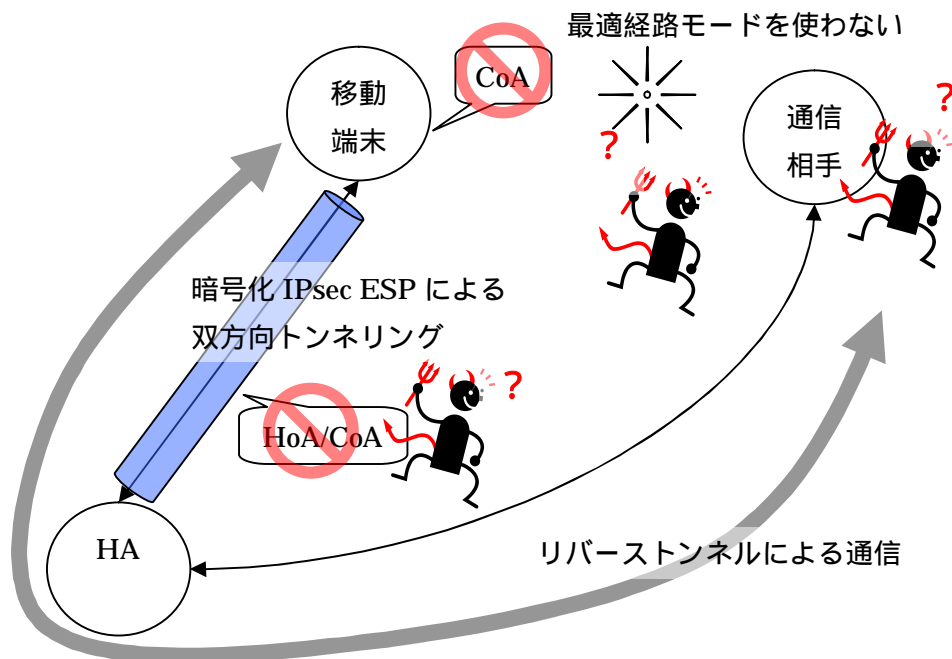 最適経路モードを使わない
CoA
移動
端末
通信
相手
?
?
暗号化 IPsec ESP による
双方向トンネリング
?
HoA/CoA
HA
リバーストンネルによる通信